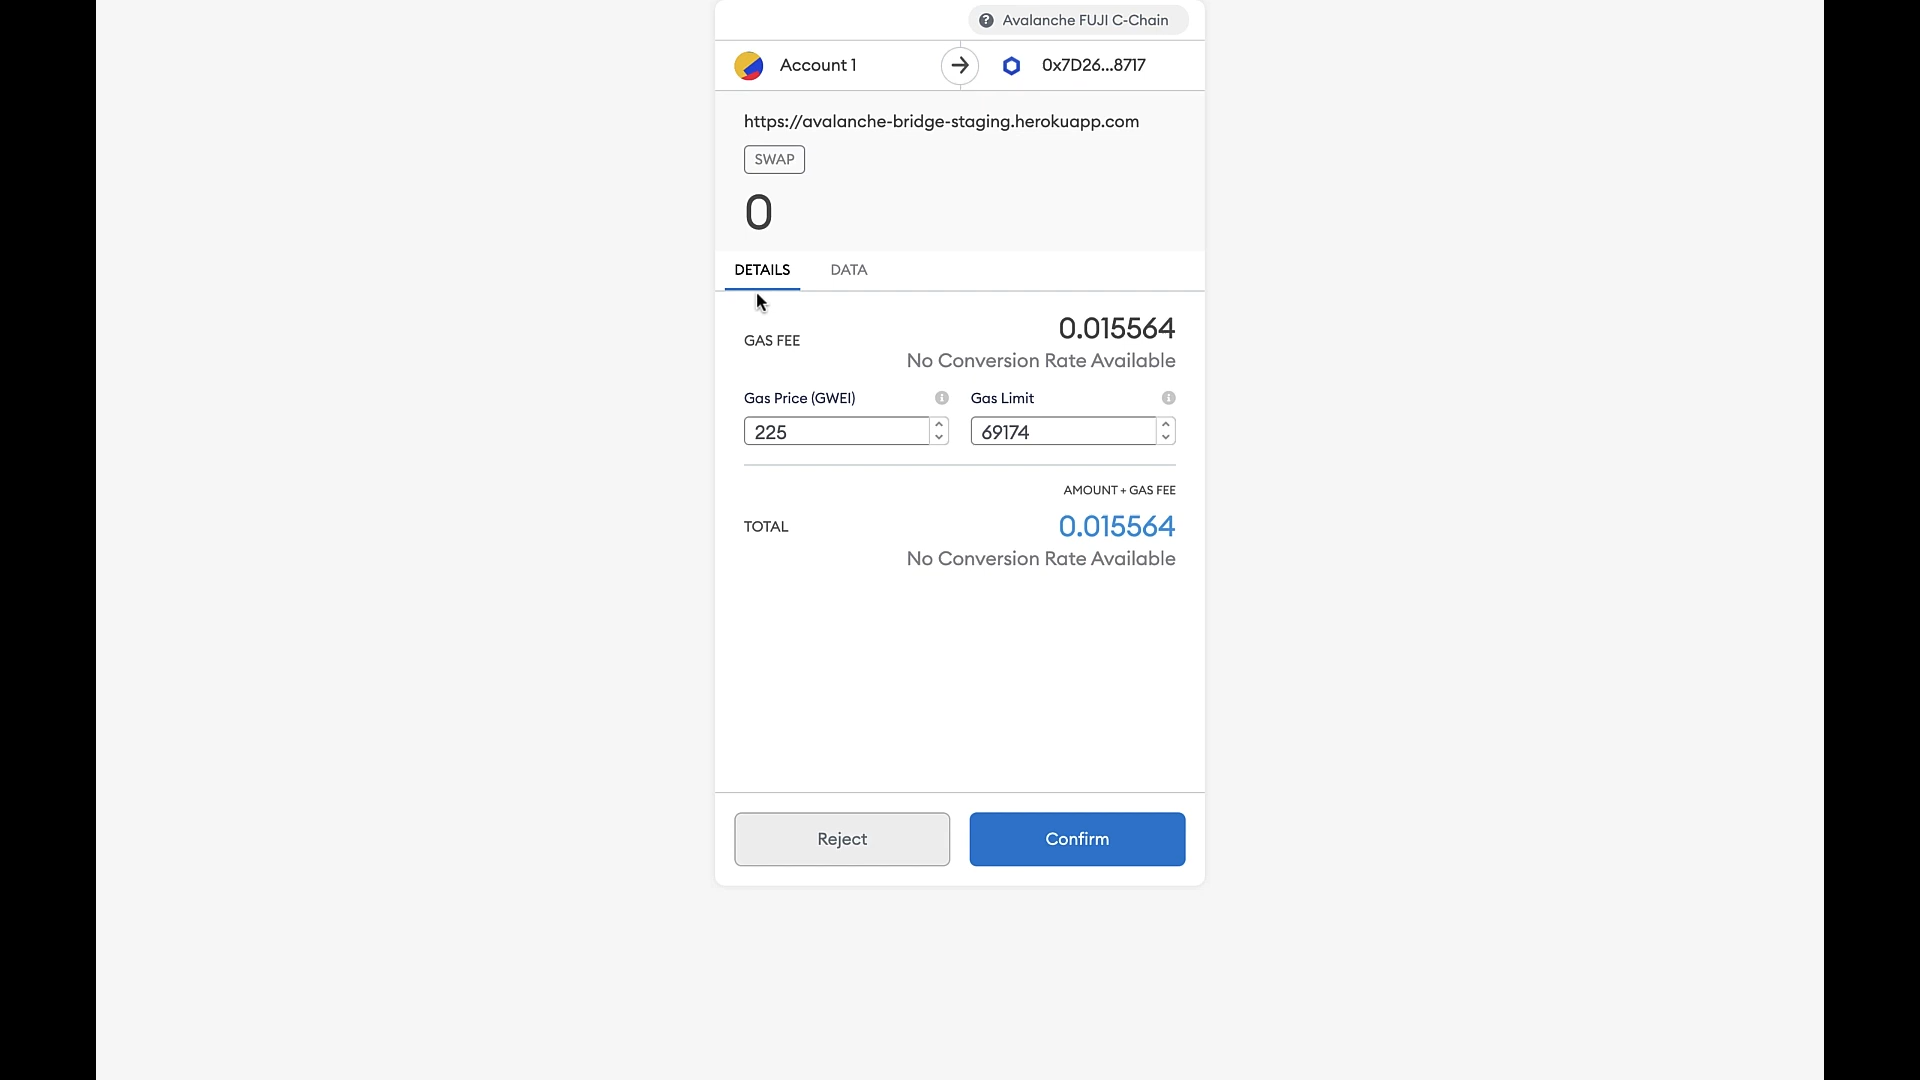 Avalanche FUJI C-Chain
Account 1
0x7D26...8717
https://avalanche-bridge-staging.herokuapp.com
SWAP
0
DETAILS DATA
GAS FEE
0.015564
No Conversion Rate Available
Gas Price (GWEI) Gas Limit
225 69174
AMOUNT + GAS FEE
TOTAL
0.015564
No Conversion Rate Available
Reject Confirm